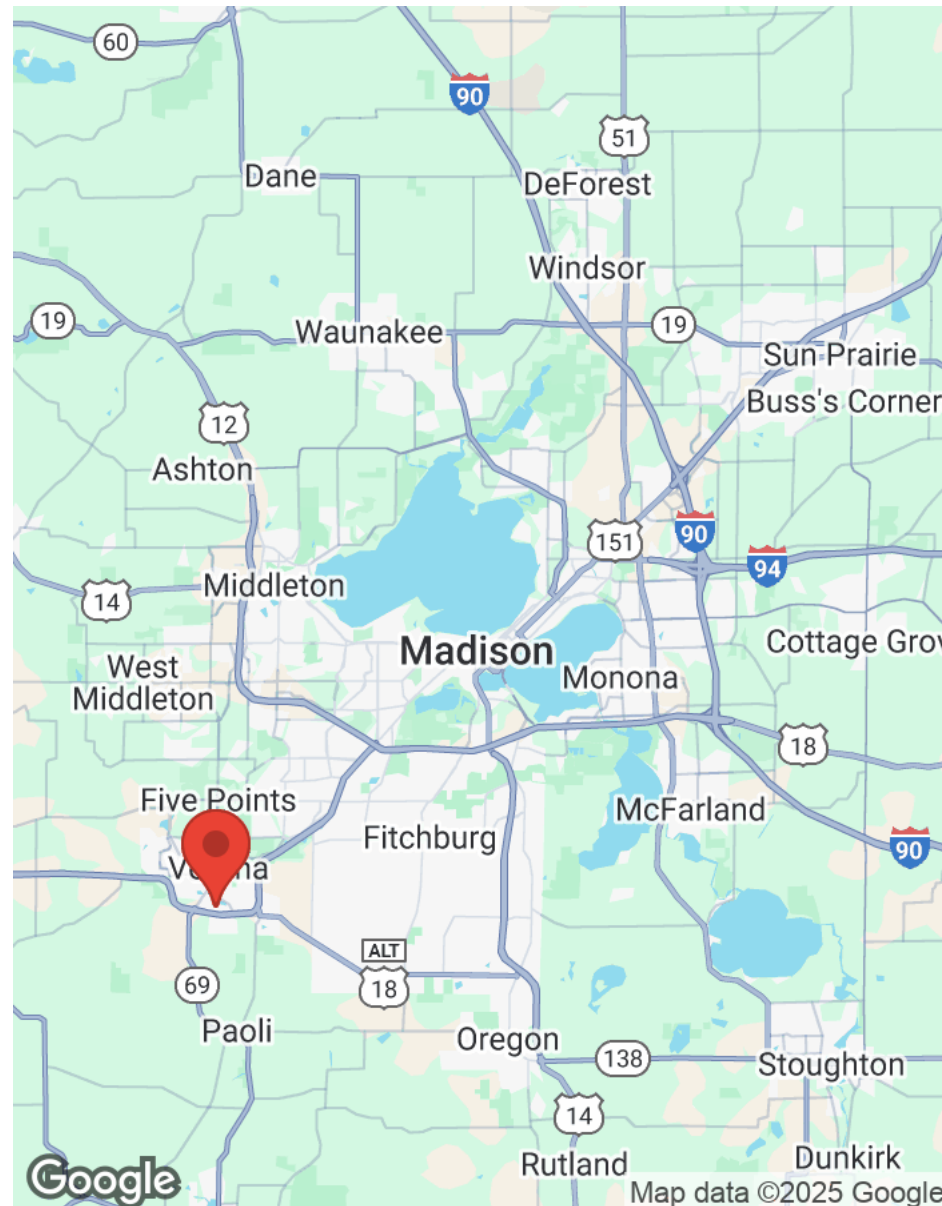 60
90
51
Dane
DeForest
Windsor
19
Waunakee
19
Sun Prairie
Buss's Corner
12
Ashton
151
90
94
14
Middleton
Madison
Cottage Grov
West
Middleton
Monona
18
Five Points
Fitchburg
McFarland
90
ALT
18
69
Paoli
Oregon
138
Stoughton
14
Rutland
Dunkirk
Google
Map data ©2025 Google